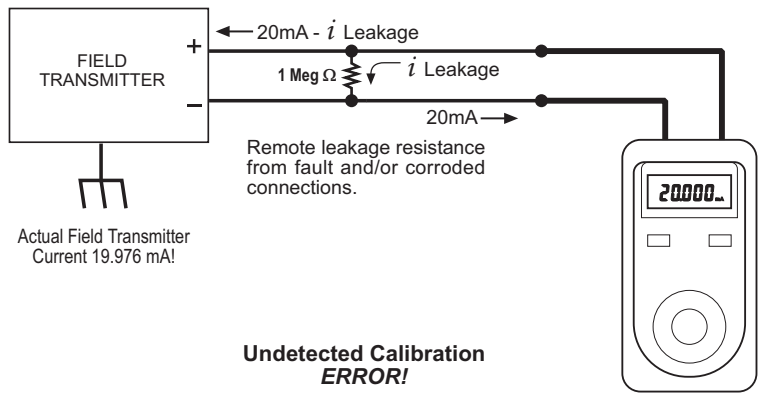 20mA - i Leakage
+
FIELD
TRANSMITTER
1 Meg Ω
i Leakage
–
20mA
Remote leakage resistance
from fault and/or corroded
connections.
20.000 mA
Actual Field Transmitter
Current 19.976 mA!
Undetected Calibration
ERROR!